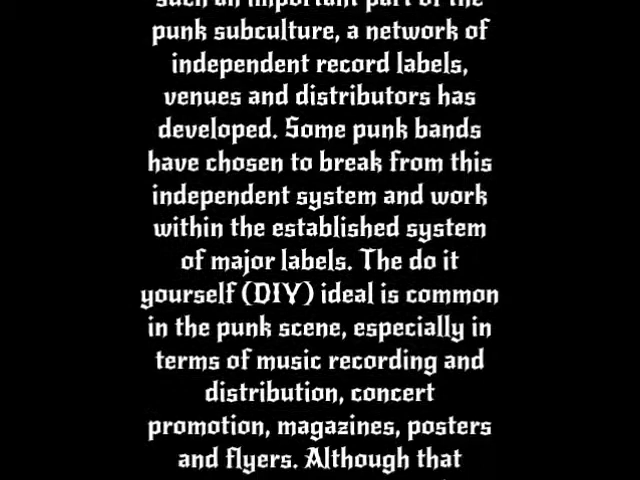 such an important part of the
punk subculture, a network of
independent record labels,
venues and distributors has
developed. Some punk bands
have chosen to break from this
independent system and work
within the established system
of major labels. The do it
yourself (DIY) ideal is common
in the punk scene, especially in
terms of music recording and
distribution, concert
promotion, magazines, posters
and flyers. Although that